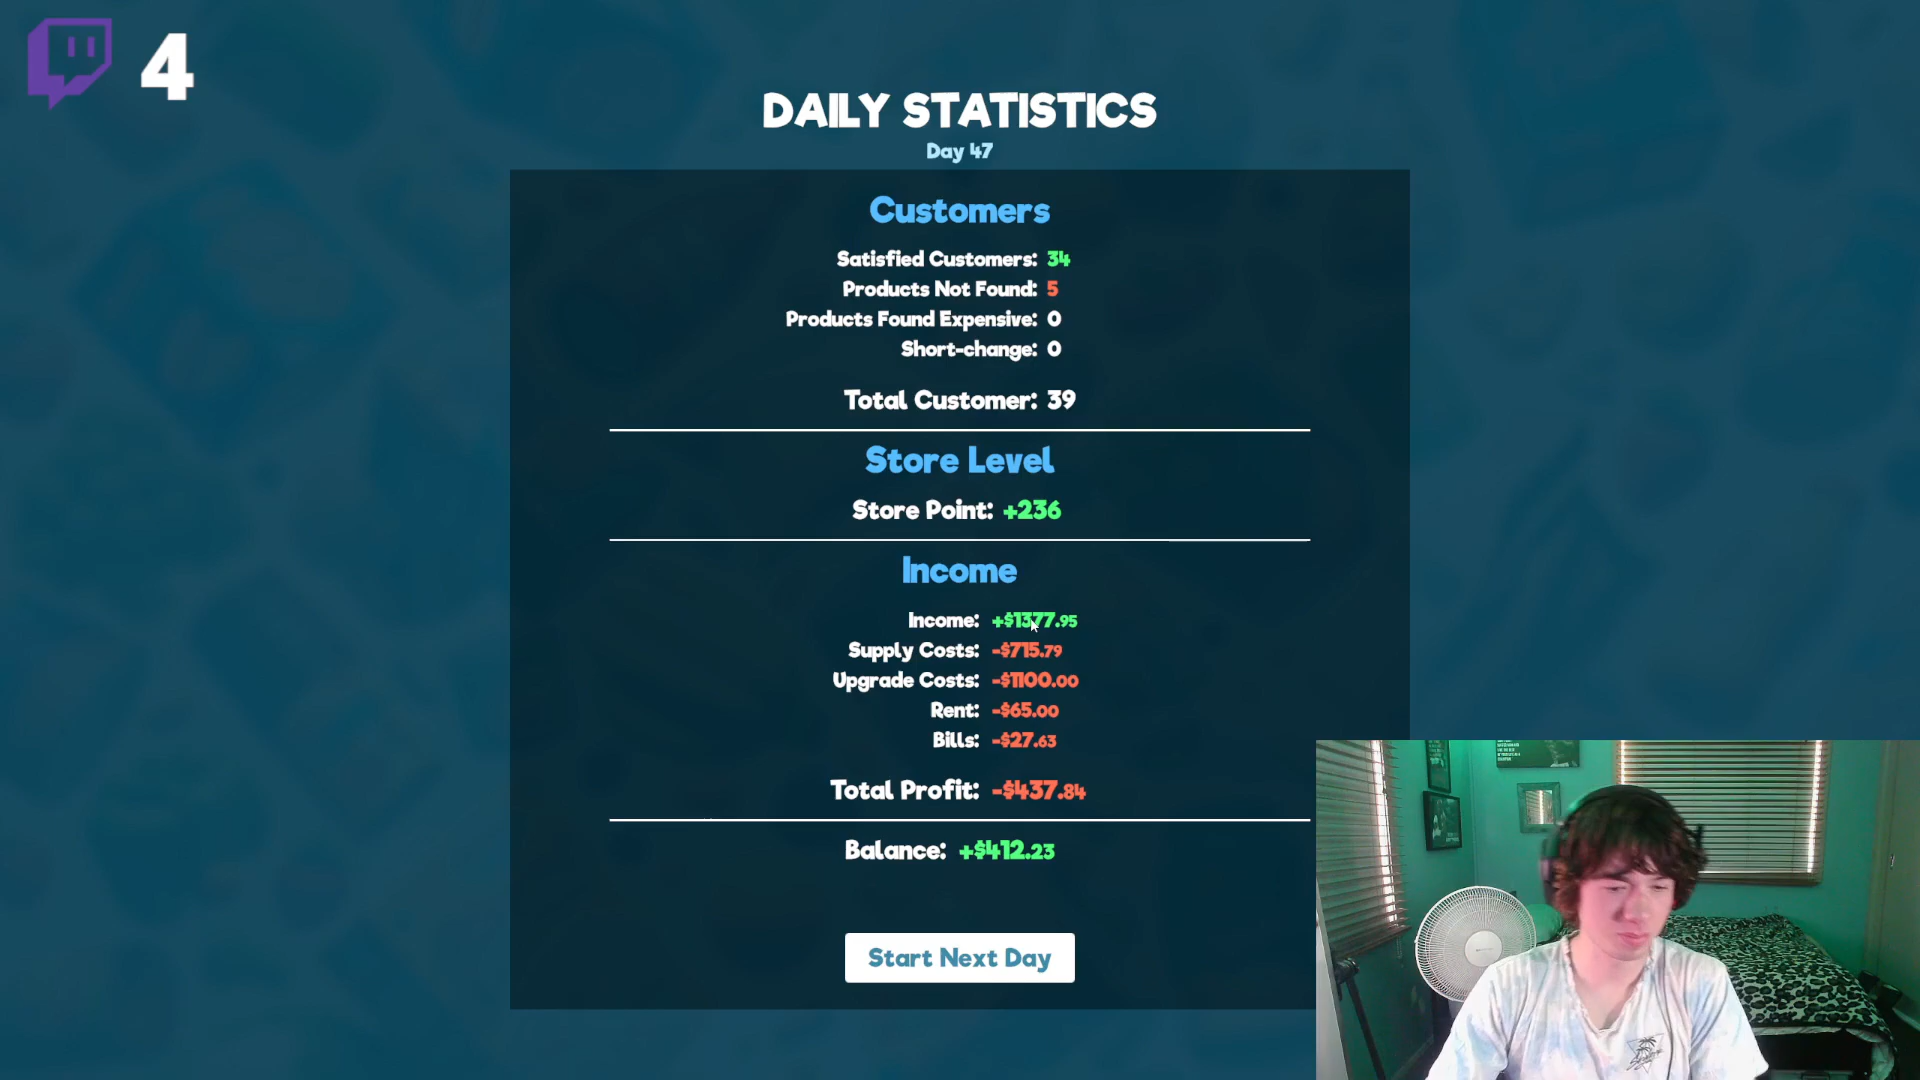 4
DAILY STATISTICS
Day 47
Customers
Satisfied Customers: 34
Products Not Found: 5
Products Found Expensive: 0
Short-change: 0
Total Customer: 39
Store Level
Store Point: +236
Income
Income: +$1377.95
Supply Costs: -$715.79
Upgrade Costs: -$1100.00
Rent: -$65.00
Bills: -$27.63
Total Profit: -$437.84
Balance: +$412.23
Start Next Day